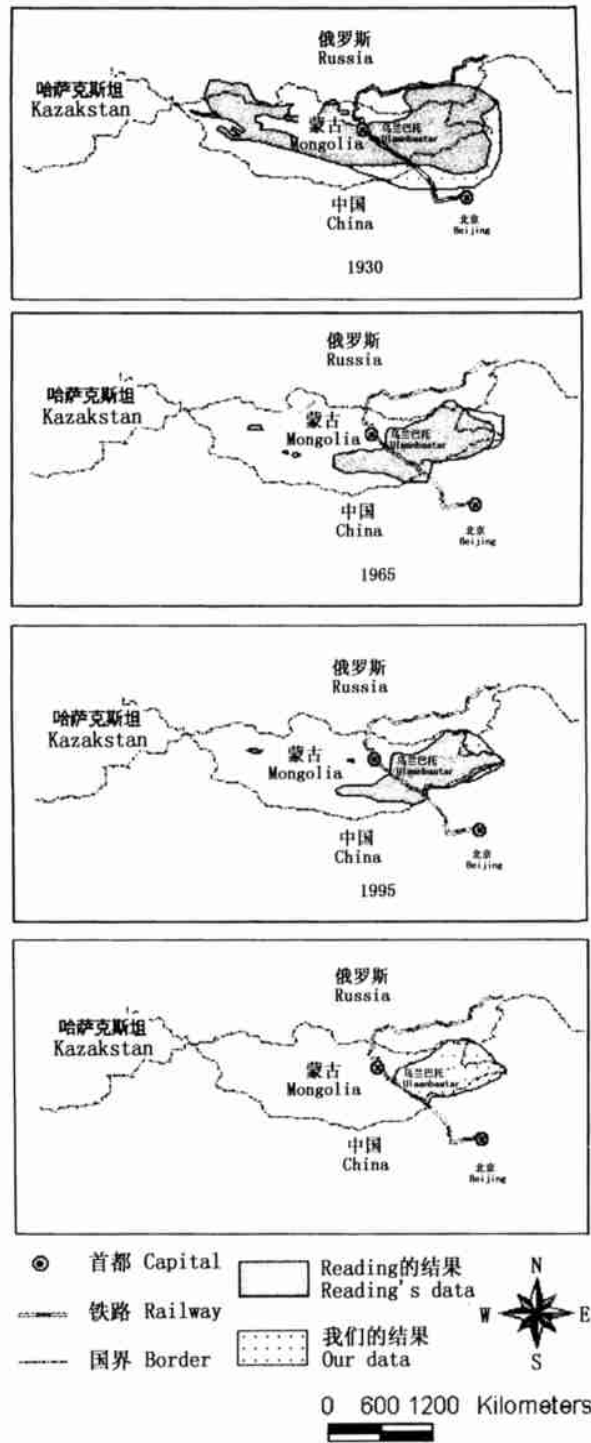 俄罗斯
Russia
哈萨克斯坦
Kazakstan
蒙古
Mongolia
乌兰巴托
Ulaanbaatar
中国
China
北京
Beijing
1930
俄罗斯
Russia
哈萨克斯坦
Kazakstan
蒙古
Mongolia
乌兰巴托
Ulaanbaatar
中国
China
北京
Beijing
1965
俄罗斯
Russia
哈萨克斯坦
Kazakstan
蒙古
Mongolia
乌兰巴托
Ulaanbaatar
中国
China
北京
Beijing
1995
俄罗斯
Russia
哈萨克斯坦
Kazakstan
蒙古
Mongolia
乌兰巴托
Ulaanbaatar
中国
China
北京
Beijing
首都 Capital
铁路 Railway
国界 Border
Reading的结果
Reading's data
我们的结果
Our data
N
W E
S
0 600 1200 Kilometers